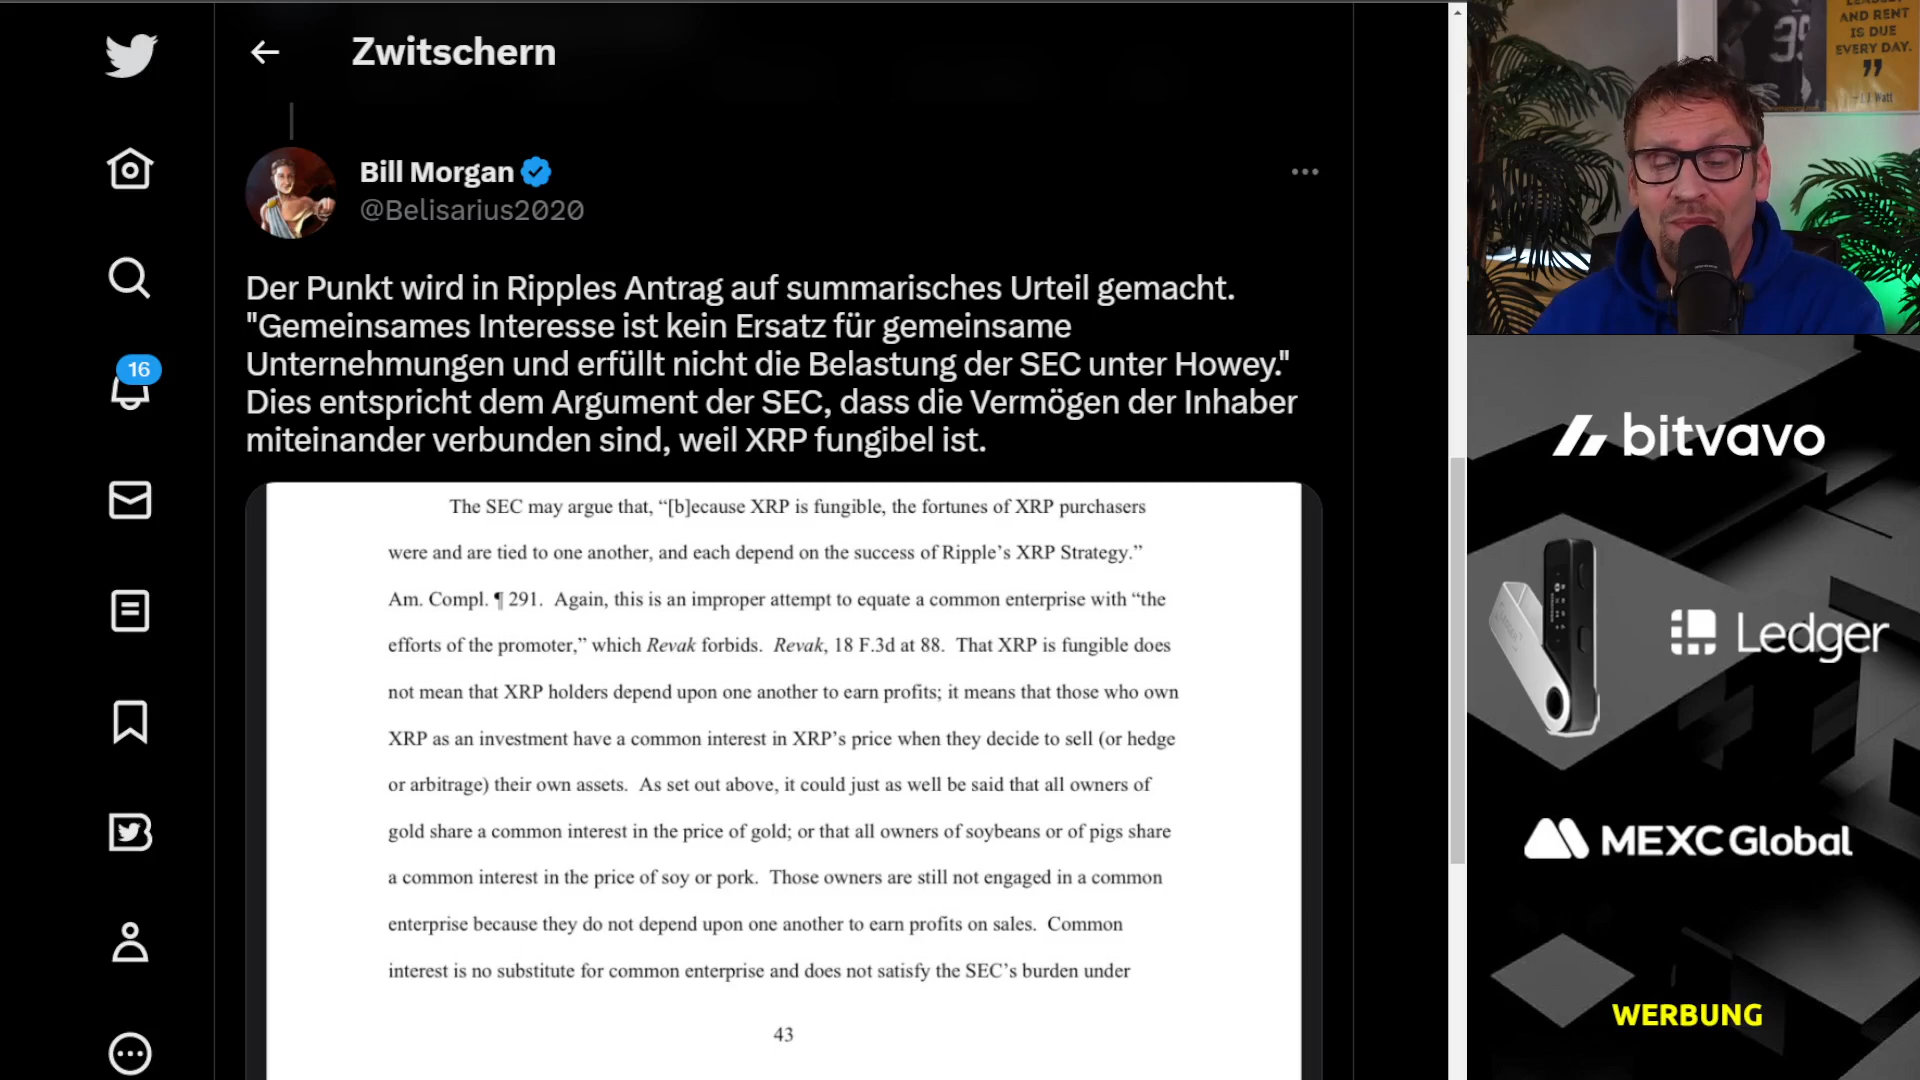 Zwitschern
Bill Morgan
@Belisarius2020
16
Der Punkt wird in Ripples Antrag auf summarisches Urteil gemacht.
"Gemeinsames Interesse ist kein Ersatz für gemeinsame
Unternehmungen und erfüllt nicht die Belastung der SEC unter Howey."
Dies entspricht dem Argument der SEC, dass die Vermögen der Inhaber
miteinander verbunden sind, weil XRP fungibel ist.
The SEC may argue that, “[b]ecause XRP is fungible, the fortunes of XRP purchasers
were and are tied to one another, and each depend on the success of Ripple’s XRP Strategy.”
Am. Compl. ¶ 291. Again, this is an improper attempt to equate a common enterprise with “the
efforts of the promoter,” which Revak forbids. Revak, 18 F.3d at 88. That XRP is fungible does
not mean that XRP holders depend upon one another to earn profits; it means that those who own
XRP as an investment have a common interest in XRP’s price when they decide to sell (or hedge
or arbitrage) their own assets. As set out above, it could just as well be said that all owners of
gold share a common interest in the price of gold; or that all owners of soybeans or of pigs share
a common interest in the price of soy or pork. Those owners are still not engaged in a common
enterprise because they do not depend upon one another to earn profits on sales. Common
interest is no substitute for common enterprise and does not satisfy the SEC’s burden under
43
AND RENT
IS DUE
EVERY DAY.
”
Watt
bitvavo
Ledger
MEXC Global
WERBUNG